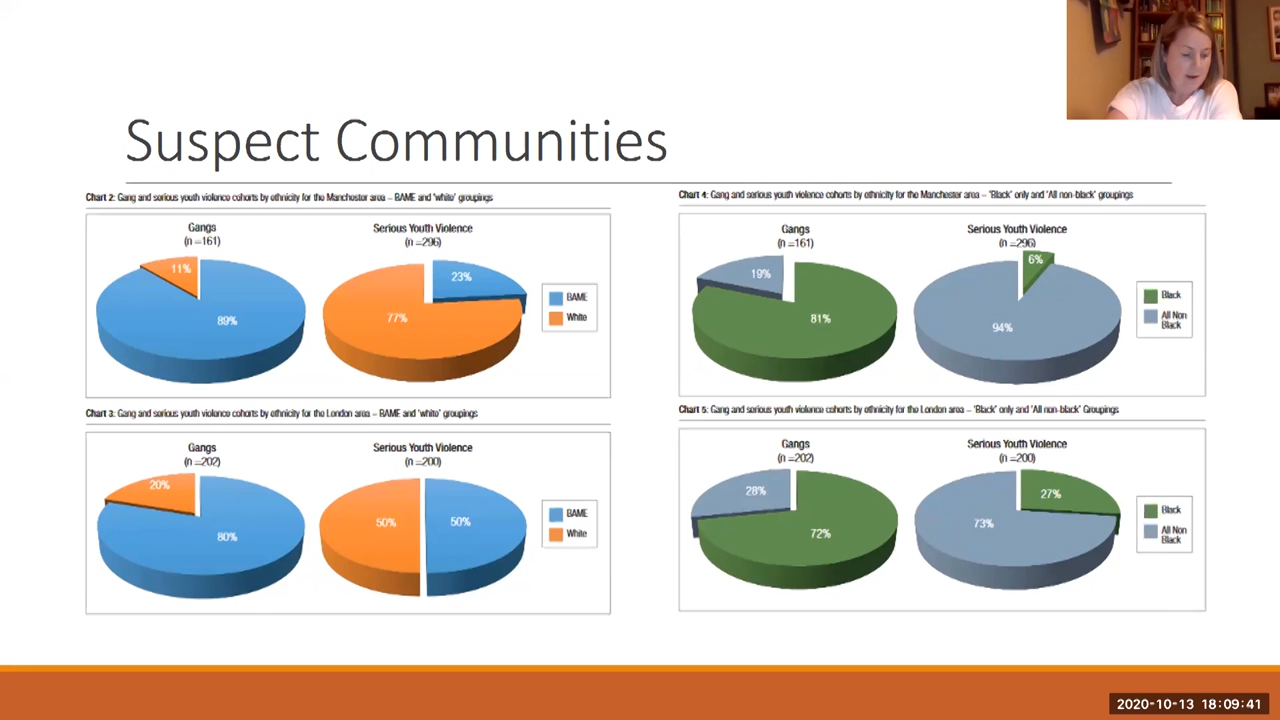 Suspect Communities
Chart 2: Gang and serious youth violence cohorts by ethnicity for the Manchester area – BAME and 'white' groupings
Gangs
(n =161)
11%
89%
Serious Youth Violence
(n =296)
23%
77%
BAME
White
Chart 3: Gang and serious youth violence cohorts by ethnicity for the London area – BAME and 'white' groupings
Gangs
(n =202)
20%
80%
Serious Youth Violence
(n =200)
50%
50%
BAME
White
Chart 4: Gang and serious youth violence cohorts by ethnicity for the Manchester area – 'Black' only and 'All non-black' groupings
Gangs
(n =161)
19%
81%
Serious Youth Violence
(n =296)
6%
94%
Black
All Non
Black
Chart 5: Gang and serious youth violence cohorts by ethnicity for the London area – 'Black' only and 'All non-black' Groupings
Gangs
(n =202)
28%
72%
Serious Youth Violence
(n =200)
27%
73%
Black
All Non
Black
2020-10-13 18:09:41